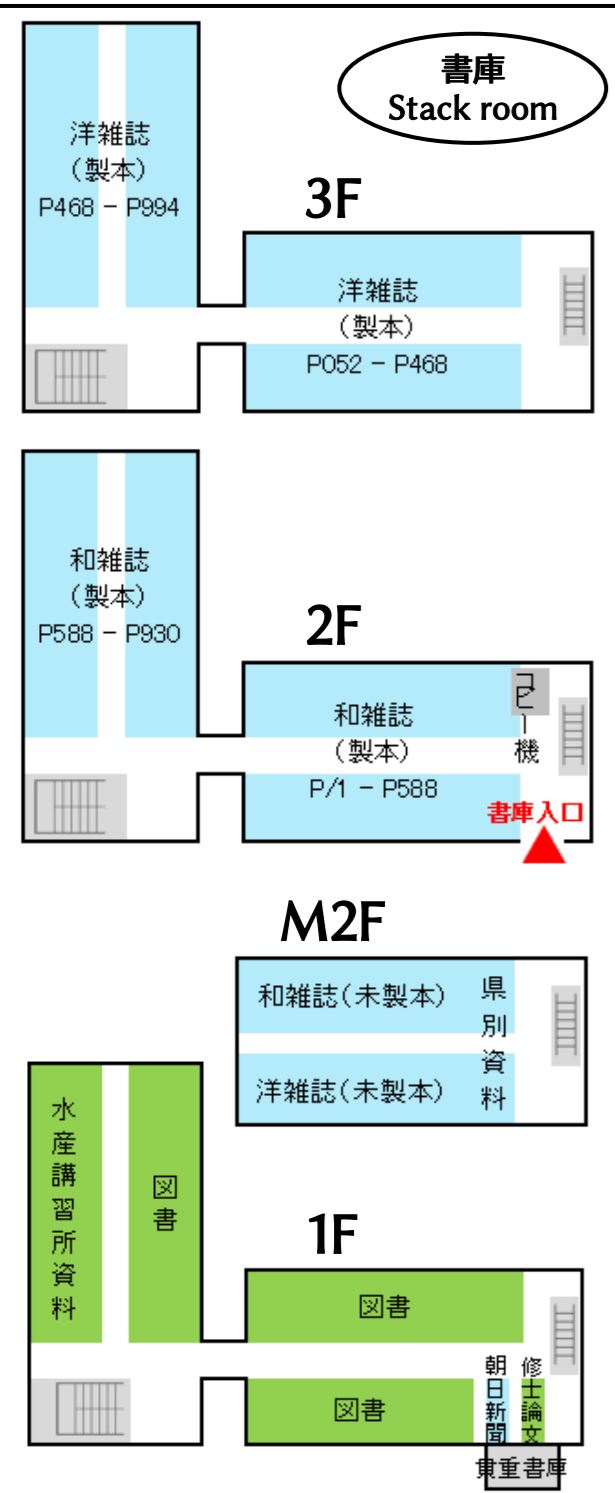 書庫
Stack room
3F
洋雑誌
（製本）
P468 − P994
洋雑誌
（製本）
P052 − P468
2F
和雑誌
（製本）
P588 − P930
和雑誌
（製本）
P/1 − P588
コピー機
書庫入口
M2F
和雑誌（未製本）
洋雑誌（未製本）
県別資料
1F
水産講習所資料
図書
図書
図書
朝日新聞
修士論文
貴重書庫